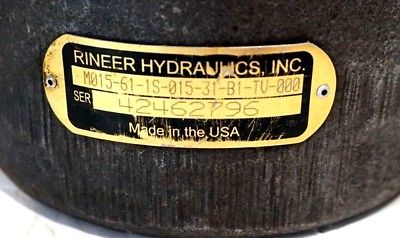 RINEER HYDRAULICS, INC.
M015-61-1S-015-31-B1-TV-000
SER 42462796
Made in the USA